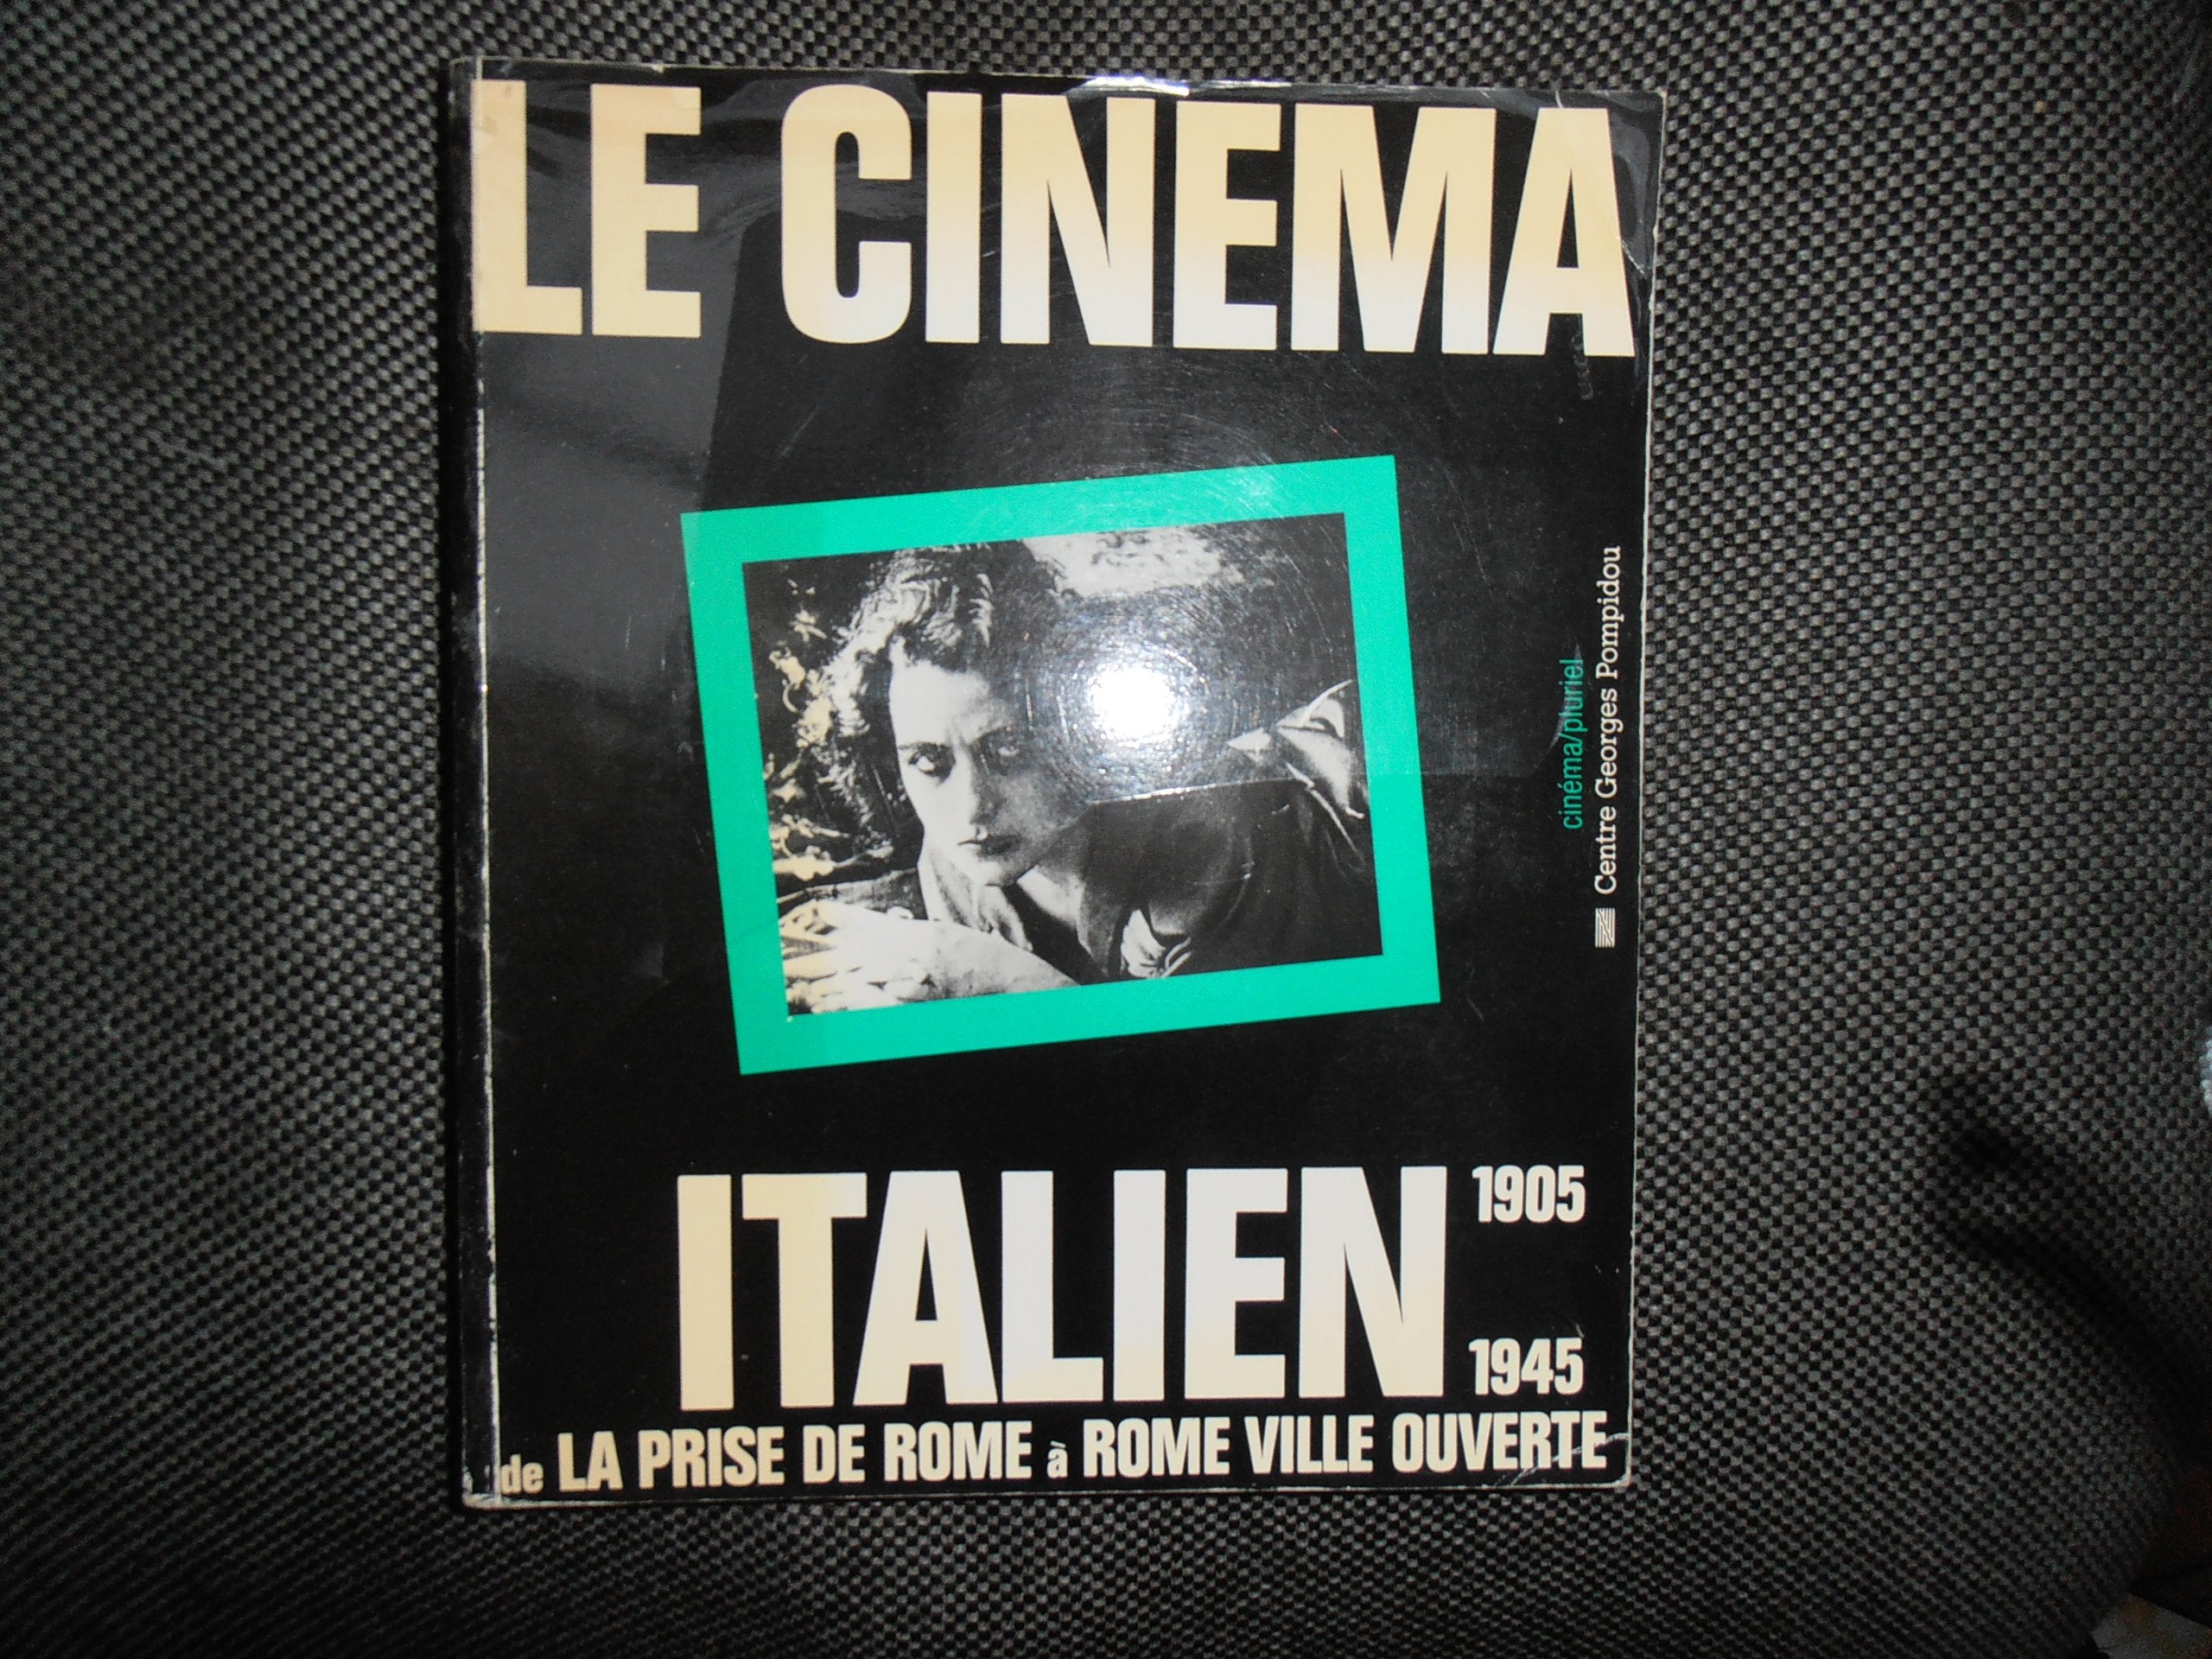 LE CINEMA
cinéma/pluriel
Centre Georges Pompidou
ITALIEN
1905
1945
de LA PRISE DE ROME à ROME VILLE OUVERTE